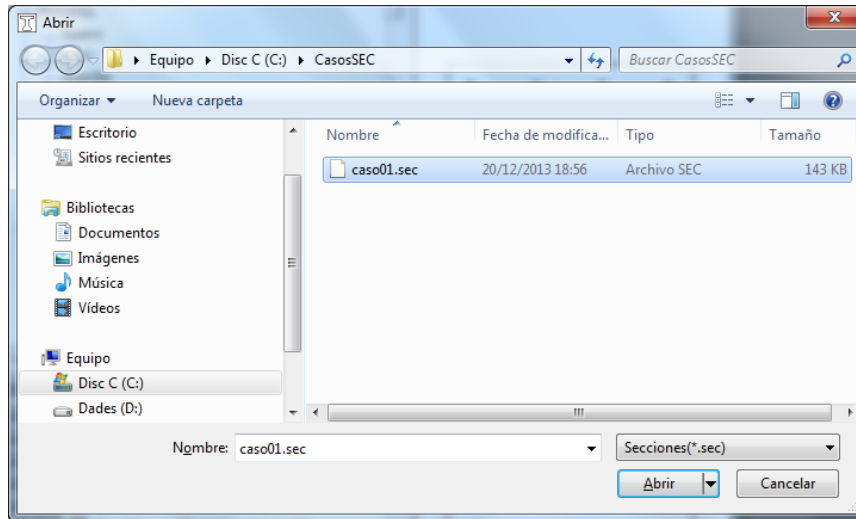 Abrir
Equipo Disc C (C:) CasosSEC Buscar CasosSEC
Organizar Nueva carpeta
Escritorio
Sitios recientes
Bibliotecas
Documentos
Imágenes
Música
Vídeos
Equipo
Disc C (C:)
Dades (D:)
Nombre Fecha de modifica... Tipo Tamaño
caso01.sec 20/12/2013 18:56 Archivo SEC 143 KB
Nombre: caso01.sec Secciones(*.sec)
Abrir Cancelar